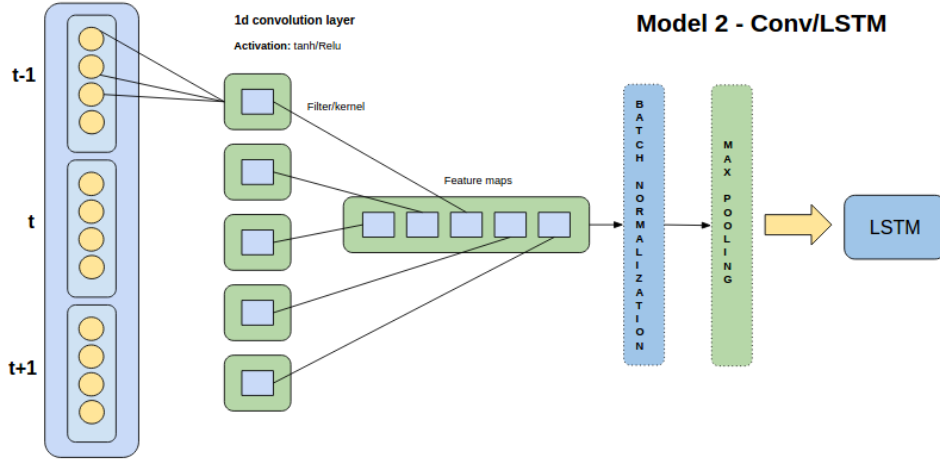 1d convolution layer
Model 2 - Conv/LSTM
Activation: tanh/Relu
t-1
Filter/kernel
BATCH NORMALIZATION
MAX POOLING
Feature maps
t
LSTM
t+1